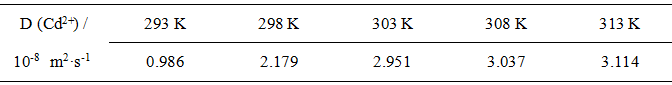 D (Cd²⁺) / 293 K 298 K 303 K 308 K 313 K
10⁻⁸ m²·s⁻¹ 0.986 2.179 2.951 3.037 3.114